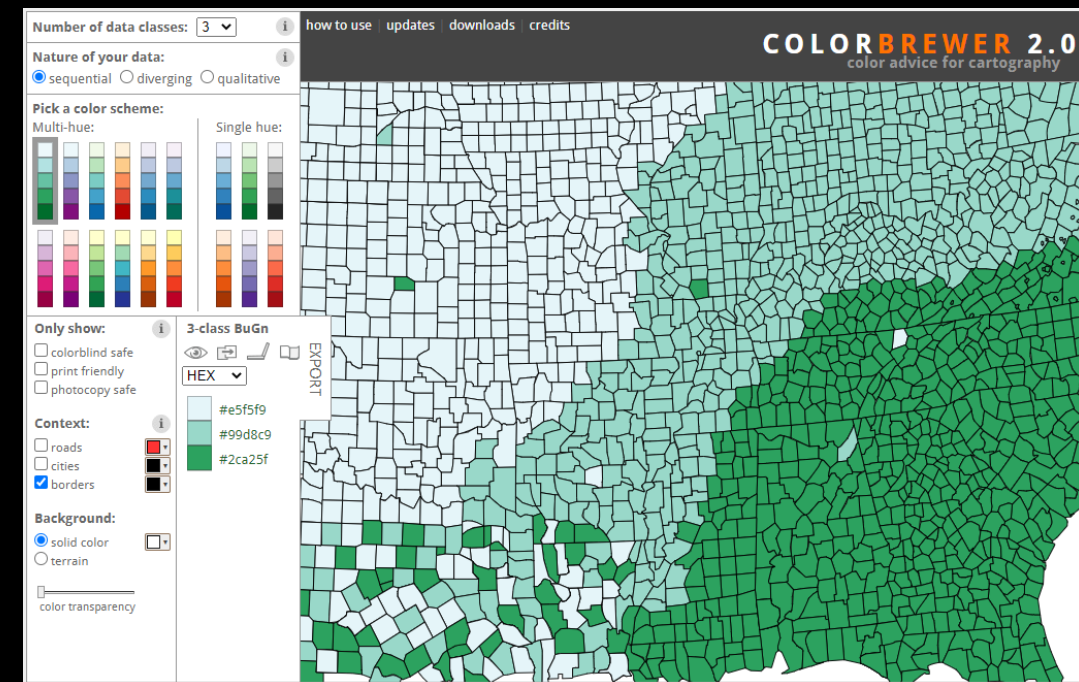 Number of data classes: 3 i
how to use | updates | downloads | credits
COLORBREWER 2.0
color advice for cartography
Nature of your data: i
sequential diverging qualitative
Pick a color scheme:
Multi-hue: Single hue:
Only show: i
colorblind safe
print friendly
photocopy safe
Context: i
roads
cities
borders
Background:
solid color
terrain
color transparency
3-class BuGn
HEX
EXPORT
#e5f5f9
#99d8c9
#2ca25f